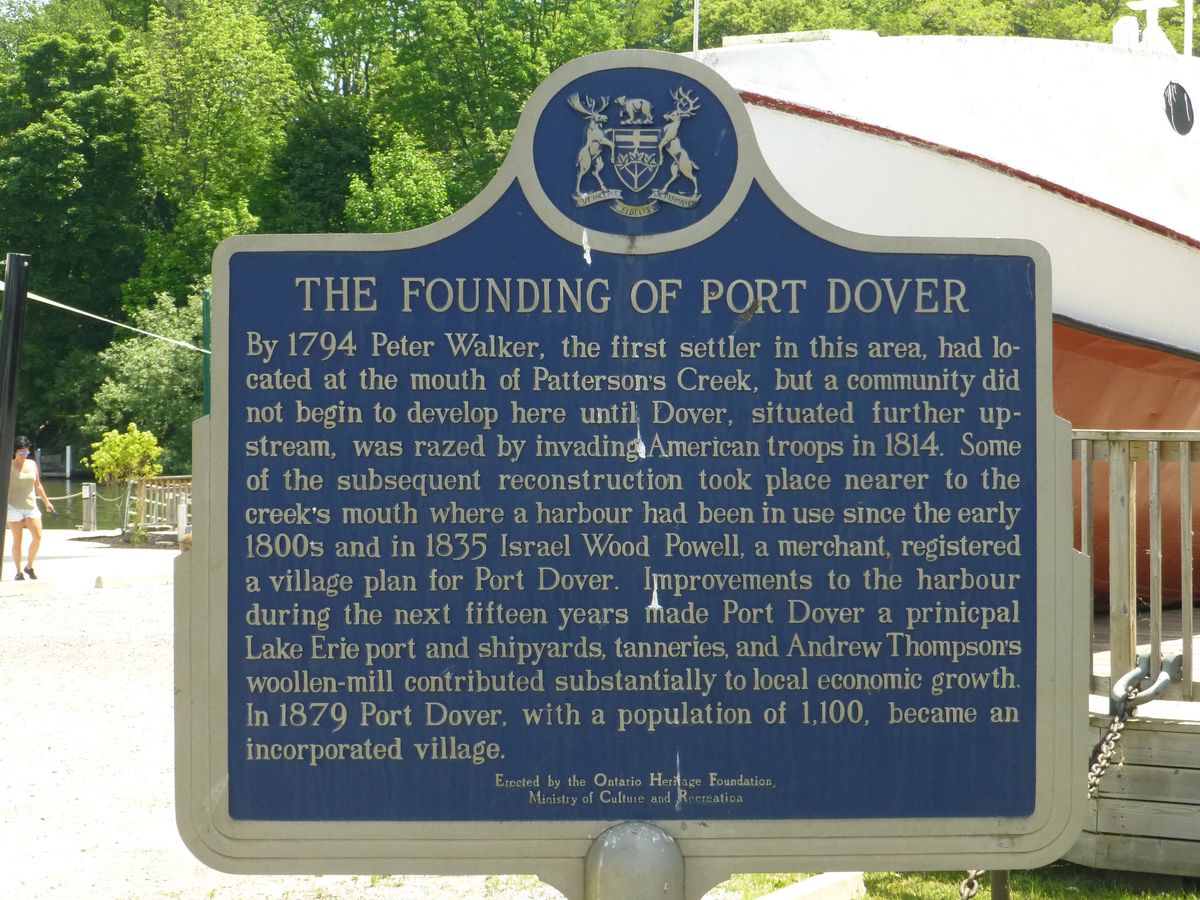 FIDELIS
THE FOUNDING OF PORT DOVER
By 1794 Peter Walker, the first settler in this area, had lo-
cated at the mouth of Patterson's Creek, but a community did
not begin to develop here until Dover, situated further up-
stream, was razed by invading American troops in 1814. Some
of the subsequent reconstruction took place nearer to the
creek's mouth where a harbour had been in use since the early
1800s and in 1835 Israel Wood Powell, a merchant, registered
a village plan for Port Dover. Improvements to the harbour
during the next fifteen years made Port Dover a prinicpal
Lake Erie port and shipyards, tanneries, and Andrew Thompson's
woollen-mill contributed substantially to local economic growth.
In 1879 Port Dover, with a population of 1,100, became an
incorporated village.
Erected by the Ontario Heritage Foundation,
Ministry of Culture and Recreation